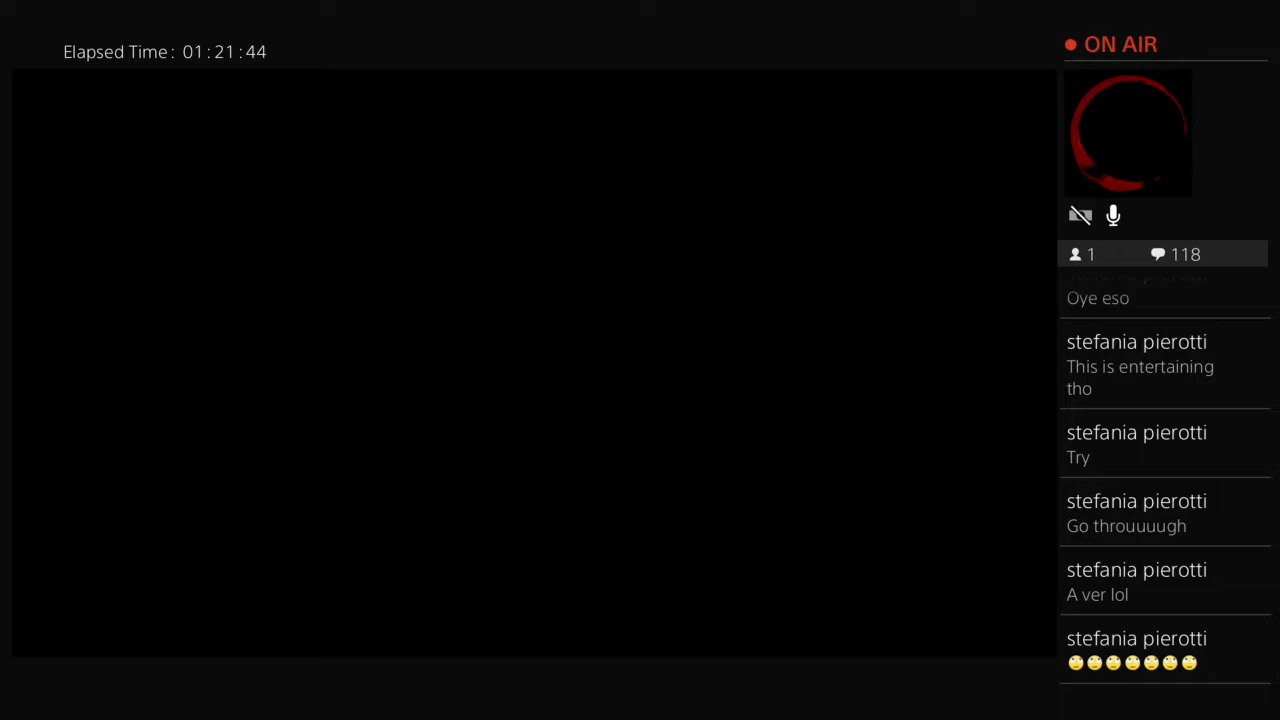 Elapsed Time: 01:21:44
ON AIR
1 118
Oye eso
stefania pierotti
This is entertaining
tho
stefania pierotti
Try
stefania pierotti
Go throuuuugh
stefania pierotti
A ver lol
stefania pierotti
🙄🙄🙄🙄🙄🙄🙄